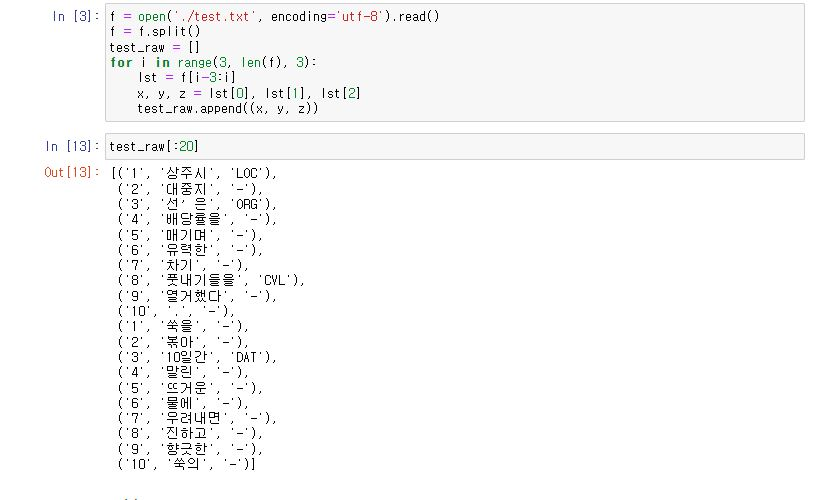 In [3]: f = open('./test.txt', encoding='utf-8').read()
f = f.split()
test_raw = []
for i in range(3, len(f), 3):
    lst = f[i-3:i]
    x, y, z = lst[0], lst[1], lst[2]
    test_raw.append((x, y, z))
In [13]: test_raw[:20]
Out[13]: [('1', '상주시', 'LOC'),
('2', '대중지', '-'),
('3', '선’은', 'ORG'),
('4', '배당률을', '-'),
('5', '매기며', '-'),
('6', '유력한', '-'),
('7', '차기', '-'),
('8', '풋내기들을', 'CVL'),
('9', '열거했다', '-'),
('10', '.', '-'),
('1', '쑥을', '-'),
('2', '볶아', '-'),
('3', '10일간', 'DAT'),
('4', '말린', '-'),
('5', '뜨거운', '-'),
('6', '물에', '-'),
('7', '우려내면', '-'),
('8', '진하고', '-'),
('9', '향긋한', '-'),
('10', '쑥의', '-')]